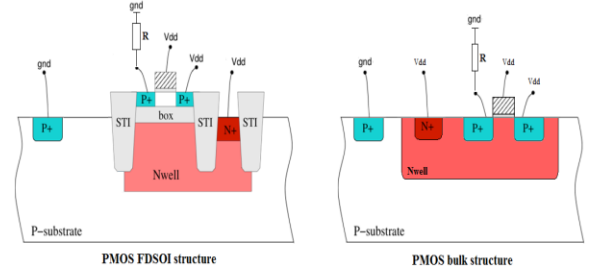 gnd
R
Vdd
gnd
Vdd
Vdd
P+
P+
P+
STI
box
STI
N+
STI
Nwell
P-substrate
PMOS FDSOI structure
gnd
R
gnd
Vdd
Vdd
Vdd
P+
N+
P+
P+
Nwell
P-substrate
PMOS bulk structure